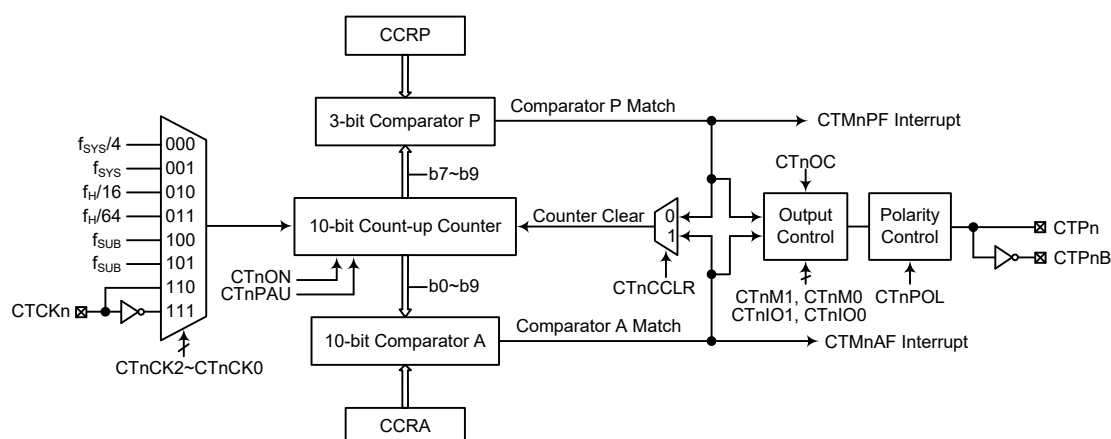 CCRP
3-bit Comparator P
Comparator P Match
CTMnPF Interrupt
b7~b9
fSYS/4
000
fSYS
001
fH/16
010
fH/64
011
fSUB
100
fSUB
101
110
111
CTCKn
CTnCK2~CTnCK0
10-bit Count-up Counter
CTnON
CTnPAU
Counter Clear
0
1
CTnCCLR
CTnOC
Output
Control
CTnM1, CTnM0
CTnIO1, CTnIO0
Polarity
Control
CTnPOL
CTPn
CTPnB
b0~b9
10-bit Comparator A
Comparator A Match
CTMnAF Interrupt
CCRA